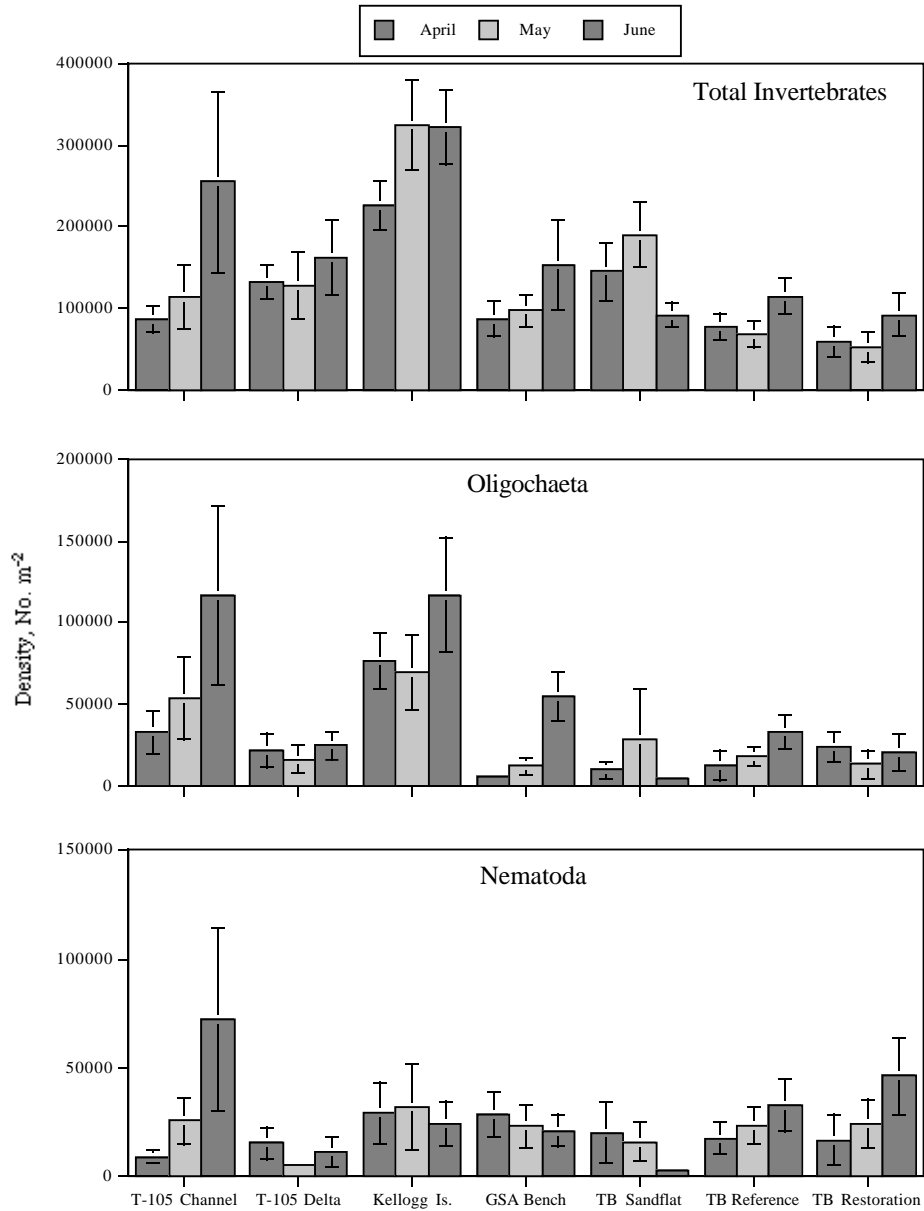 April May June
400000
Total Invertebrates
300000
200000
100000
0
200000
Oligochaeta
150000
100000
50000
0
Density, No. m-2
150000
Nematoda
100000
50000
0
T-105 Channel T-105 Delta Kellogg Is. GSA Bench TB Sandflat TB Reference TB Restoration